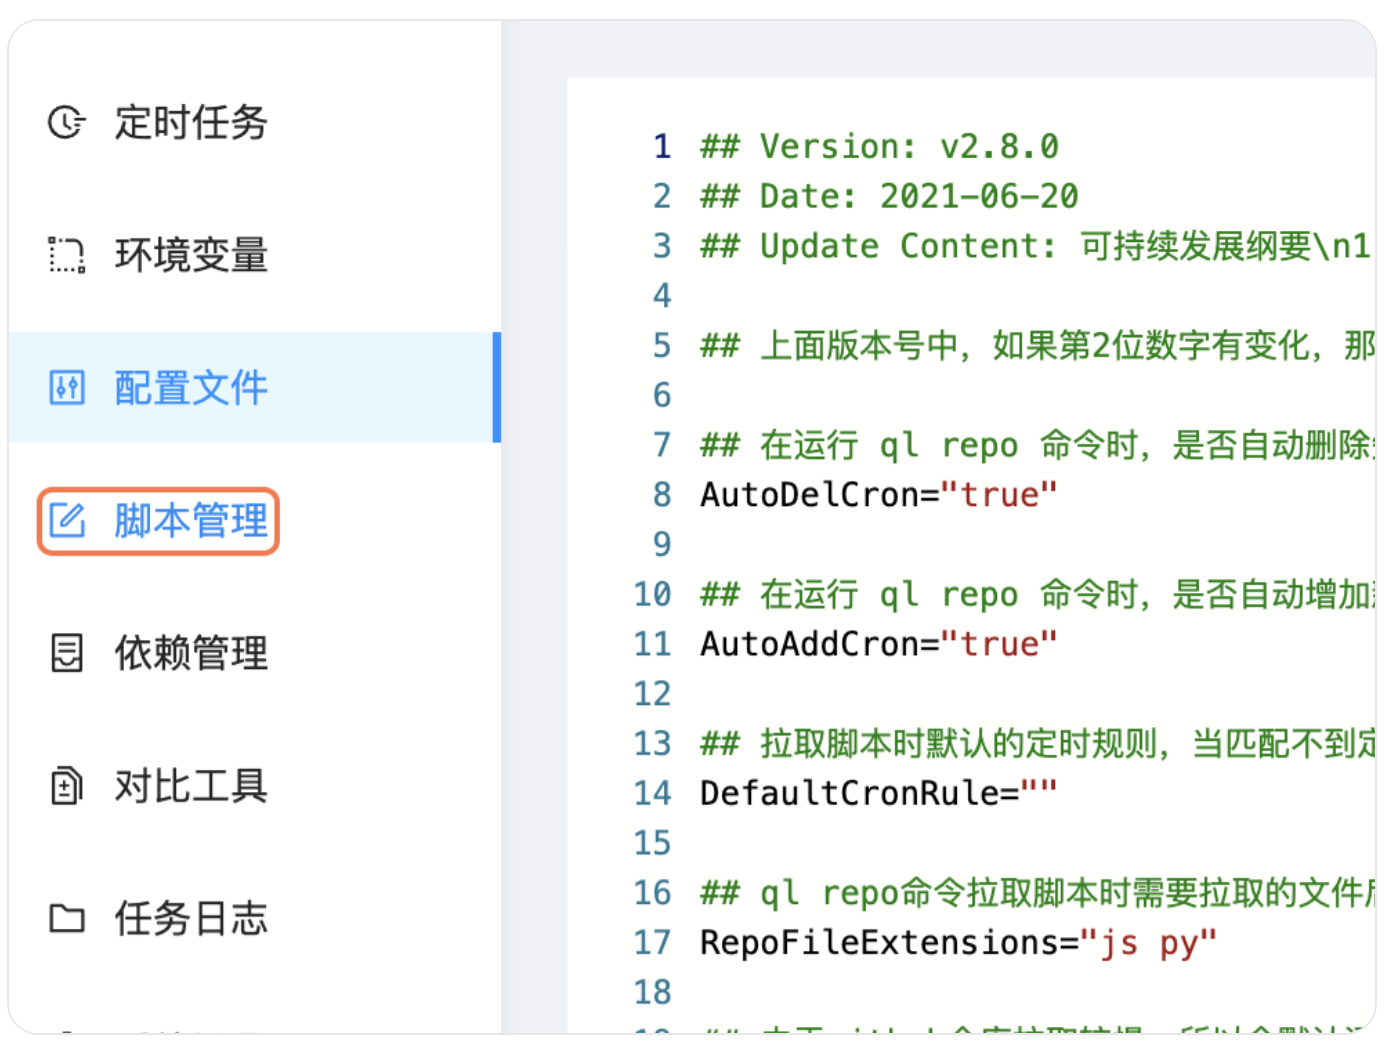 定时任务
环境变量
配置文件
脚本管理
依赖管理
对比工具
任务日志
1 ## Version: v2.8.0
2 ## Date: 2021-06-20
3 ## Update Content: 可持续发展纲要\n1
4
5 ## 上面版本号中，如果第2位数字有变化，那
6
7 ## 在运行 ql repo 命令时，是否自动删除
8 AutoDelCron="true"
9
10 ## 在运行 ql repo 命令时，是否自动增加
11 AutoAddCron="true"
12
13 ## 拉取脚本时默认的定时规则，当匹配不到定
14 DefaultCronRule=""
15
16 ## ql repo命令拉取脚本时需要拉取的文件后
17 RepoFileExtensions="js py"
18